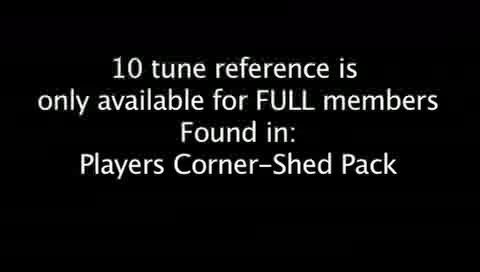 10 tune reference is
only available for FULL members
Found in:
Players Corner-Shed Pack